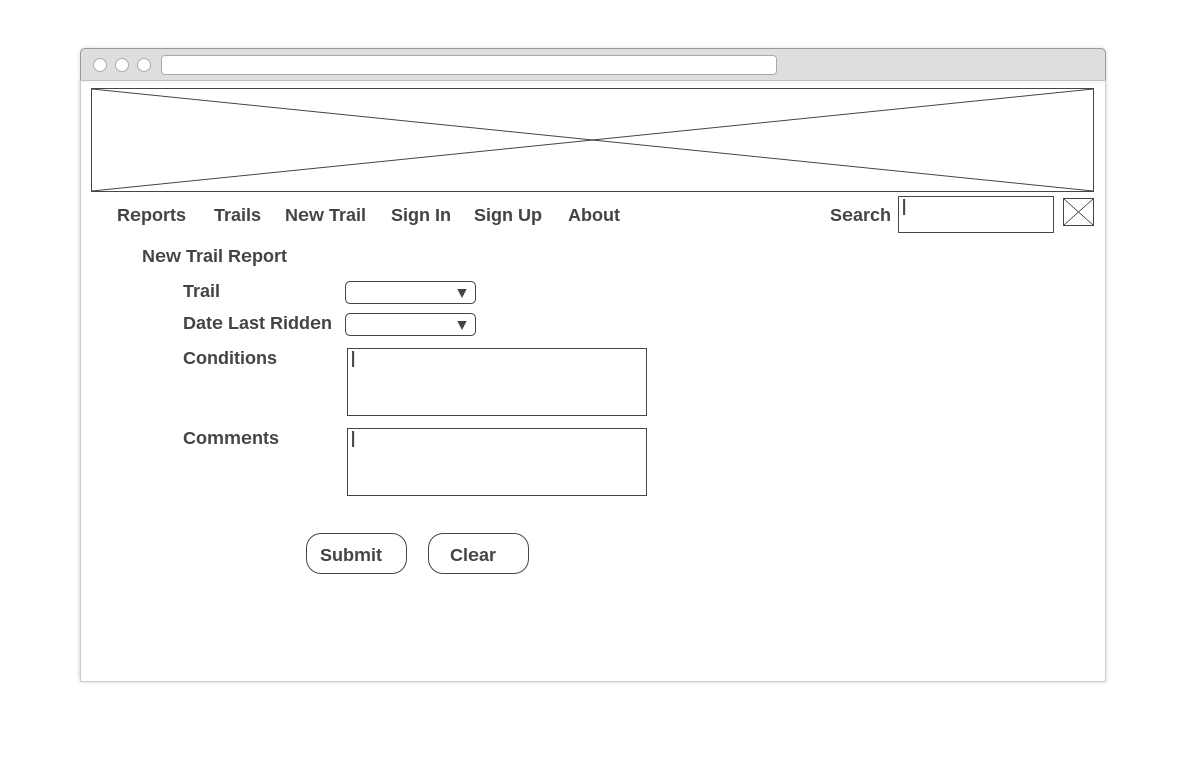 Reports Trails New Trail Sign In Sign Up About Search
New Trail Report
Trail
Date Last Ridden
Conditions
Comments
Submit Clear